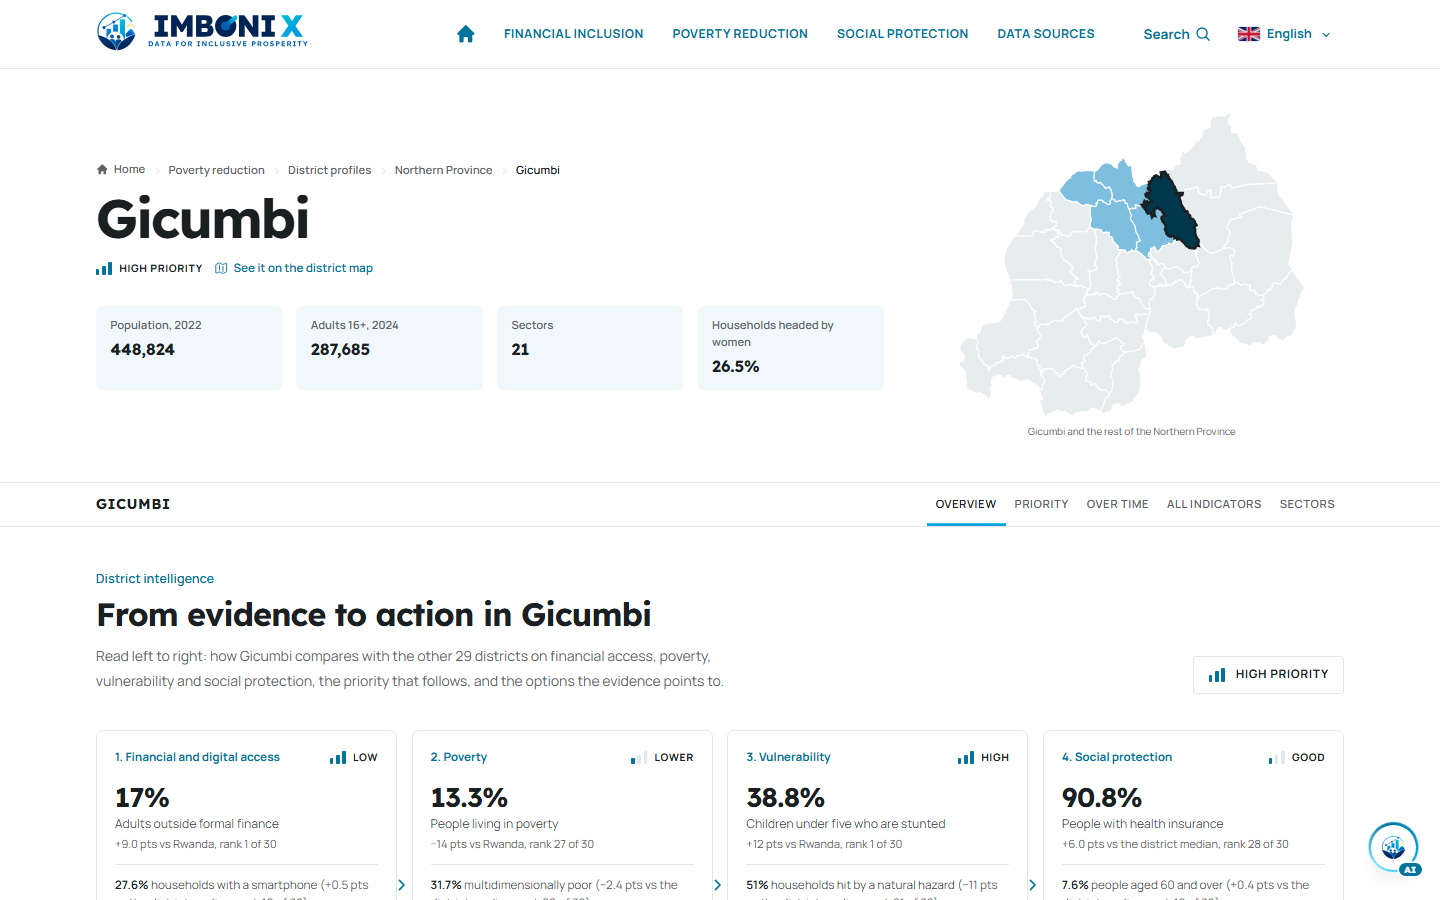 IMBONI X
DATA FOR INCLUSIVE PROSPERITY
FINANCIAL INCLUSION
POVERTY REDUCTION
SOCIAL PROTECTION
DATA SOURCES
Search
English
Home
Poverty reduction
District profiles
Northern Province
Gicumbi
Gicumbi
HIGH PRIORITY
See it on the district map
Population, 2022
448,824
Adults 16+, 2024
287,685
Sectors
21
Households headed by
women
26.5%
Gicumbi and the rest of the Northern Province
GICUMBI
OVERVIEW
PRIORITY
OVER TIME
ALL INDICATORS
SECTORS
District intelligence
From evidence to action in Gicumbi
Read left to right: how Gicumbi compares with the other 29 districts on financial access, poverty,
vulnerability and social protection, the priority that follows, and the options the evidence points to.
HIGH PRIORITY
1. Financial and digital access
LOW
17%
Adults outside formal finance
+9.0 pts vs Rwanda, rank 1 of 30
27.6% households with a smartphone (+0.5 pts
2. Poverty
LOWER
13.3%
People living in poverty
−14 pts vs Rwanda, rank 27 of 30
31.7% multidimensionally poor (−2.4 pts vs the
3. Vulnerability
HIGH
38.8%
Children under five who are stunted
+12 pts vs Rwanda, rank 1 of 30
51% households hit by a natural hazard (−11 pts
4. Social protection
GOOD
90.8%
People with health insurance
+6.0 pts vs the district median, rank 28 of 30
7.6% people aged 60 and over (+0.4 pts vs the
AI